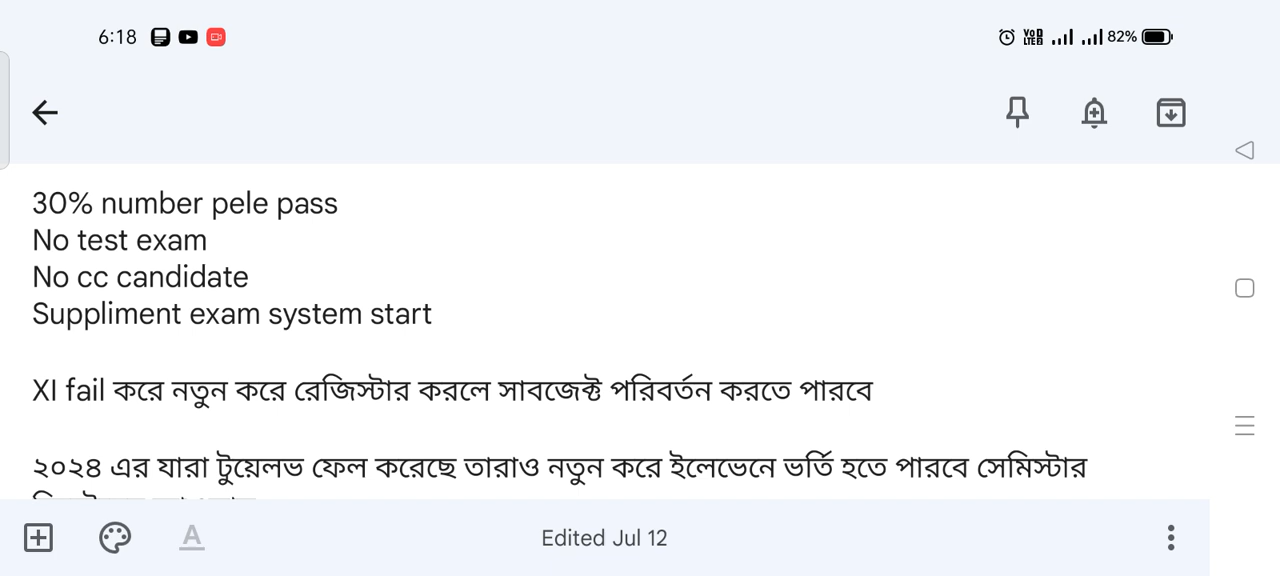 6:18
VoD LTE 82%
30% number pele pass
No test exam
No cc candidate
Suppliment exam system start
XI fail করে নতুন করে রেজিস্টার করলে সাবজেক্ট পরিবর্তন করতে পারবে
২০২৪ এর যারা টুয়েলভ ফেল করেছে তারাও নতুন করে ইলেভেনে ভর্তি হতে পারবে সেমিস্টার
A
Edited Jul 12